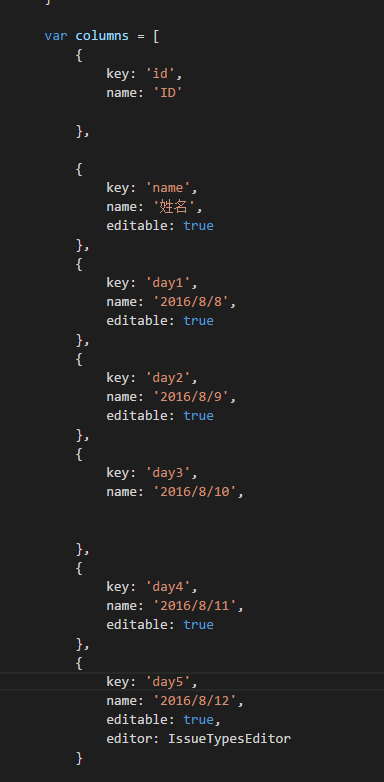 }
var columns = [
{
key: 'id',
name: 'ID'
},
{
key: 'name',
name: '姓名',
editable: true
},
{
key: 'day1',
name: '2016/8/8',
editable: true
},
{
key: 'day2',
name: '2016/8/9',
editable: true
},
{
key: 'day3',
name: '2016/8/10',
},
{
key: 'day4',
name: '2016/8/11',
editable: true
},
{
key: 'day5',
name: '2016/8/12',
editable: true,
editor: IssueTypesEditor
}